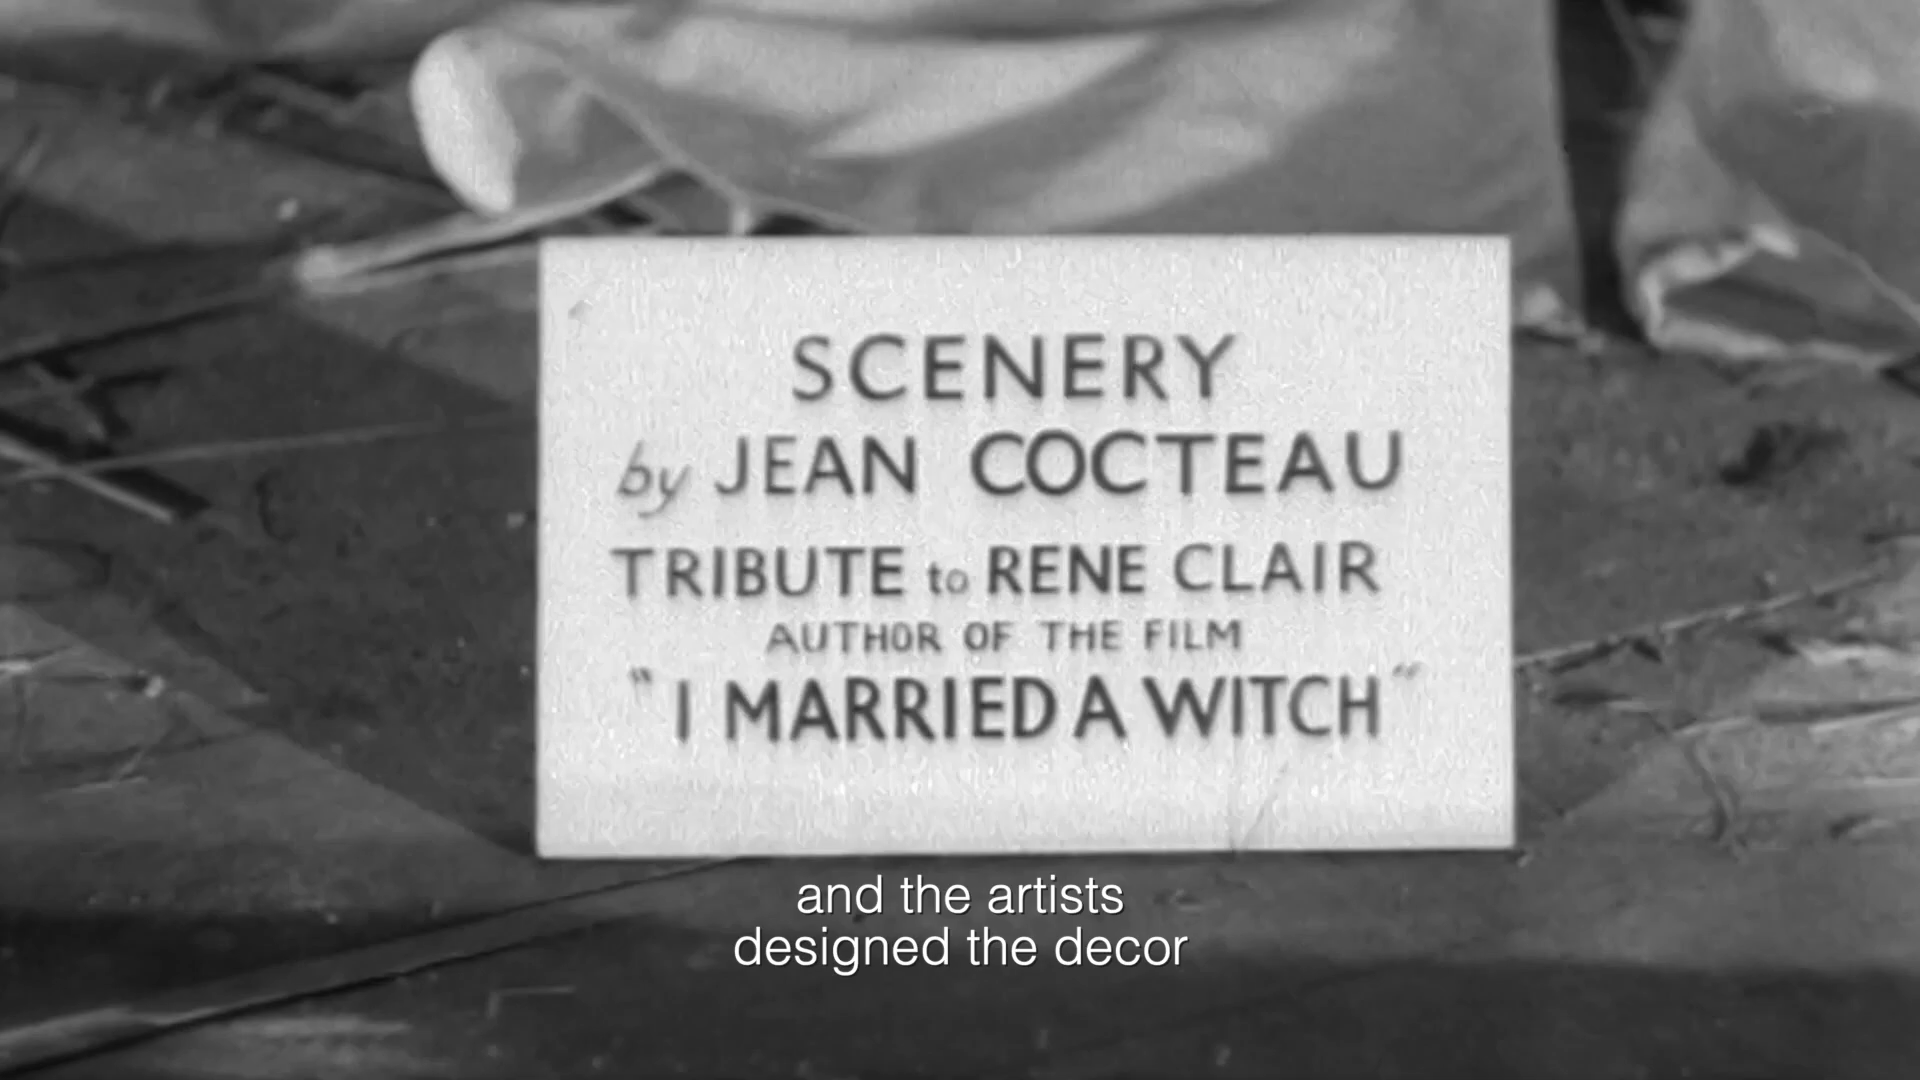 SCENERY
by JEAN COCTEAU
TRIBUTE to RENE CLAIR
AUTHOR OF THE FILM
"I MARRIED A WITCH"
and the artists
designed the decor